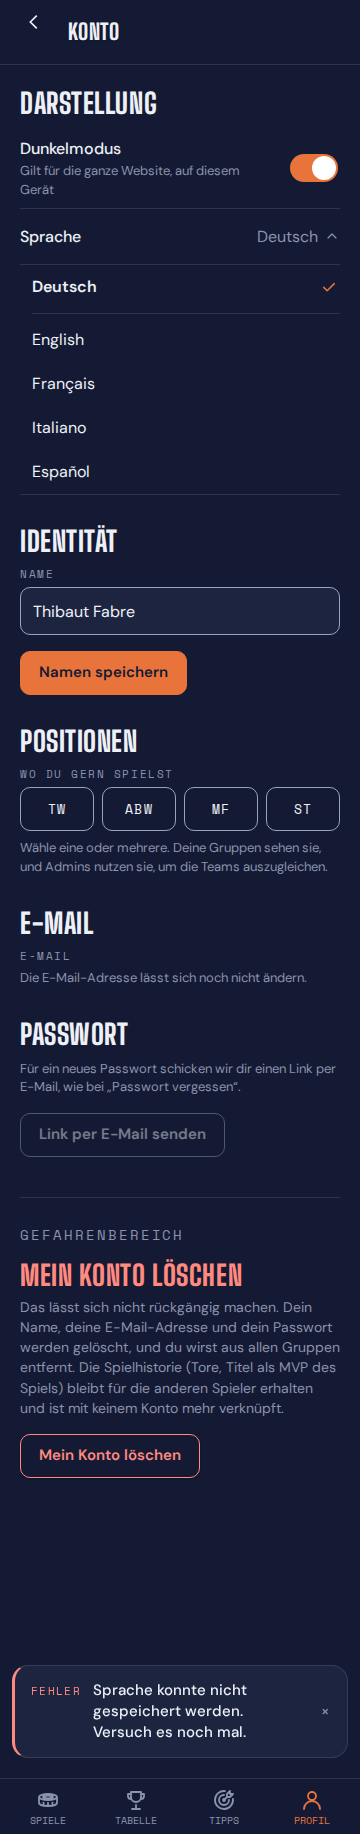 KONTO
DARSTELLUNG
Dunkelmodus
Gilt für die ganze Website, auf diesem
Gerät
Sprache Deutsch
Deutsch
English
Français
Italiano
Español
IDENTITÄT
NAME
Thibaut Fabre
Namen speichern
POSITIONEN
WO DU GERN SPIELST
TW ABW MF ST
Wähle eine oder mehrere. Deine Gruppen sehen sie,
und Admins nutzen sie, um die Teams auszugleichen.
E-MAIL
E-MAIL
Die E-Mail-Adresse lässt sich noch nicht ändern.
PASSWORT
Für ein neues Passwort schicken wir dir einen Link per
E-Mail, wie bei „Passwort vergessen“.
Link per E-Mail senden
GEFAHRENBEREICH
MEIN KONTO LÖSCHEN
Das lässt sich nicht rückgängig machen. Dein
Name, deine E-Mail-Adresse und dein Passwort
werden gelöscht, und du wirst aus allen Gruppen
entfernt. Die Spielhistorie (Tore, Titel als MVP des
Spiels) bleibt für die anderen Spieler erhalten
und ist mit keinem Konto mehr verknüpft.
Mein Konto löschen
FEHLER Sprache konnte nicht
gespeichert werden.
Versuch es noch mal.
×
SPIELE TABELLE TIPPS PROFIL